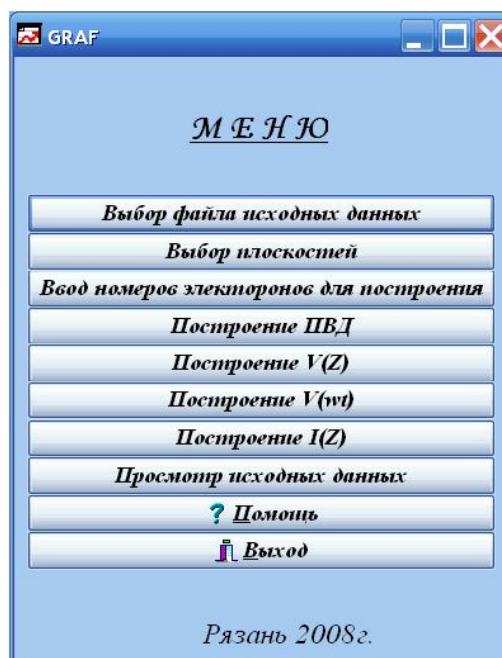 GRAF
М Е Н Ю
Выбор файла исходных данных
Выбор плоскостей
Ввод номеров электоронов для построения
Построение ПВД
Построение V(Z)
Построение V(wt)
Построение I(Z)
Просмотр исходных данных
? Помощь
Выход
Рязань 2008г.